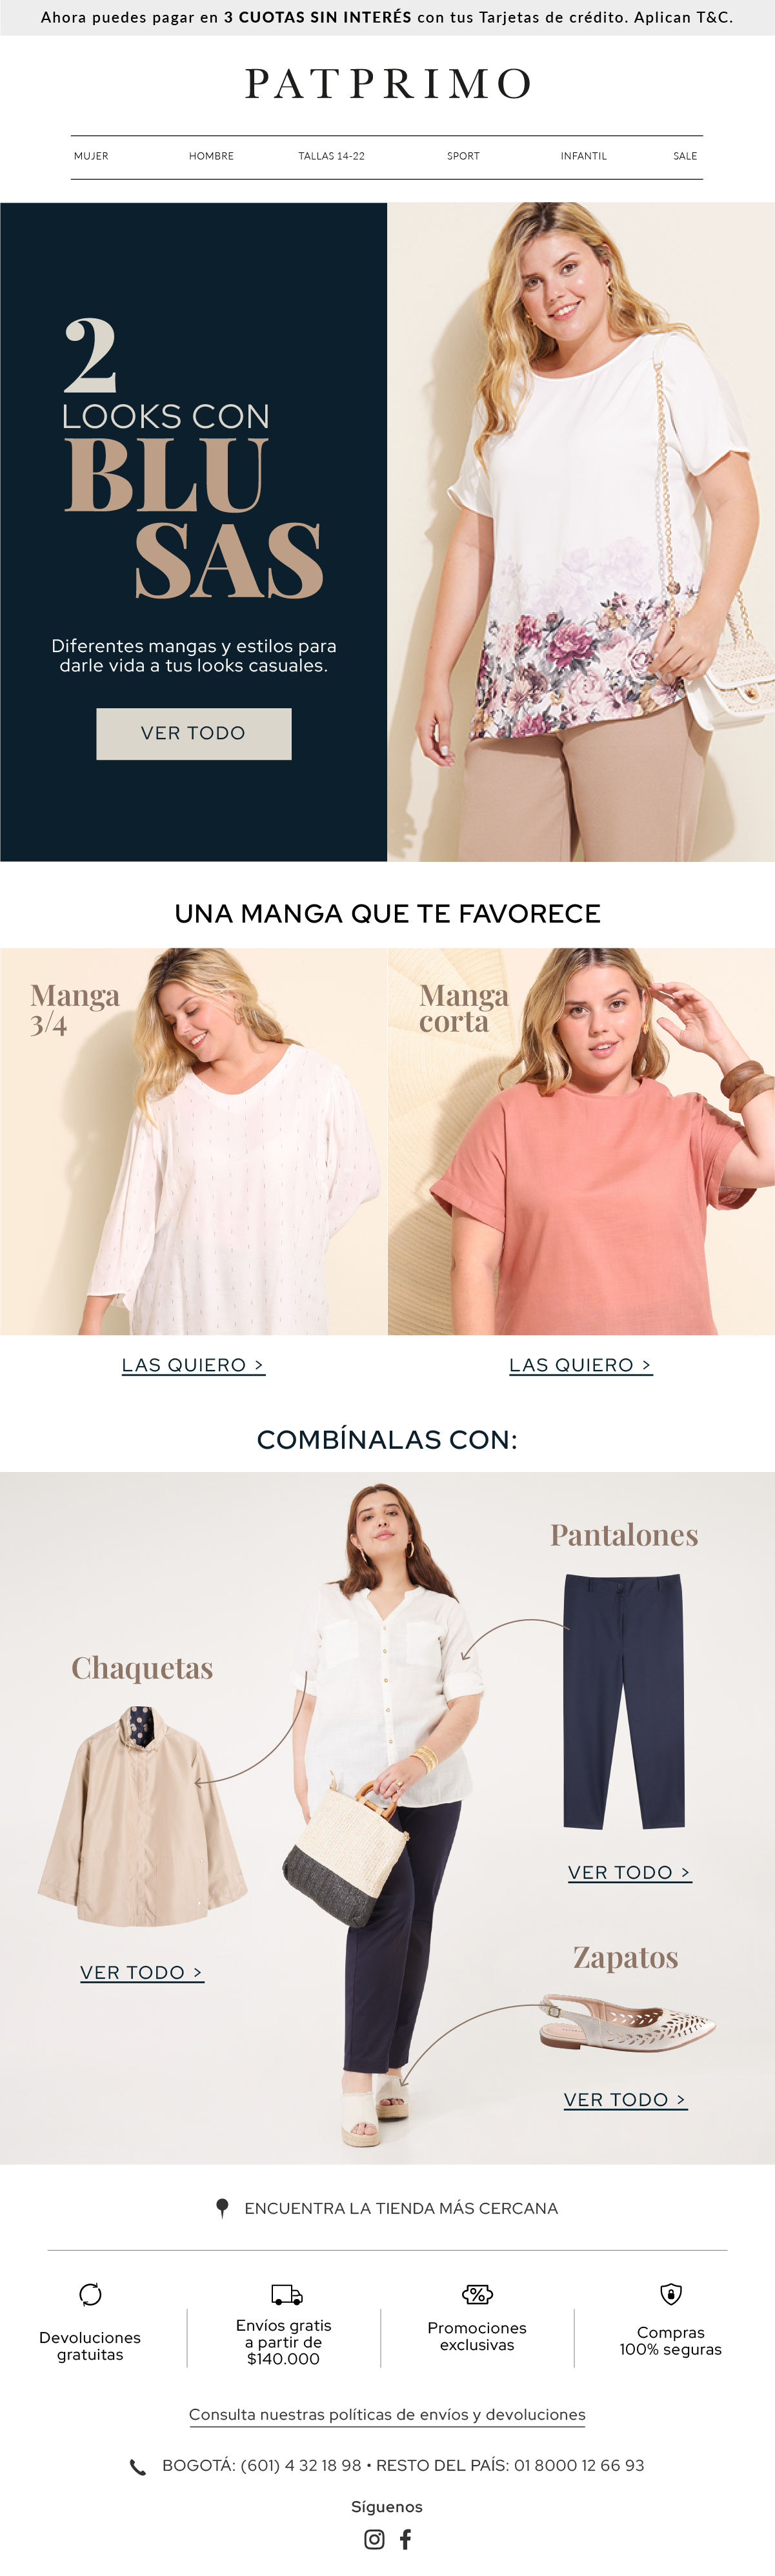 Ahora puedes pagar en 3 CUOTAS SIN INTERÉS con tus Tarjetas de crédito. Aplican T&C.
PATPRIMO
MUJER HOMBRE TALLAS 14-22 SPORT INFANTIL SALE
2
LOOKS CON
BLU
SAS
Diferentes mangas y estilos para
darle vida a tus looks casuales.
VER TODO
UNA MANGA QUE TE FAVORECE
Manga
3/4
Manga
corta
LAS QUIERO >
LAS QUIERO >
COMBÍNALAS CON:
Pantalones
Chaquetas
VER TODO >
Zapatos
VER TODO >
VER TODO >
ENCUENTRA LA TIENDA MÁS CERCANA
Devoluciones
gratuitas
Envíos gratis
a partir de
$140.000
Promociones
exclusivas
Compras
100% seguras
Consulta nuestras políticas de envíos y devoluciones
BOGOTÁ: (601) 4 32 18 98 • RESTO DEL PAÍS: 01 8000 12 66 93
Síguenos